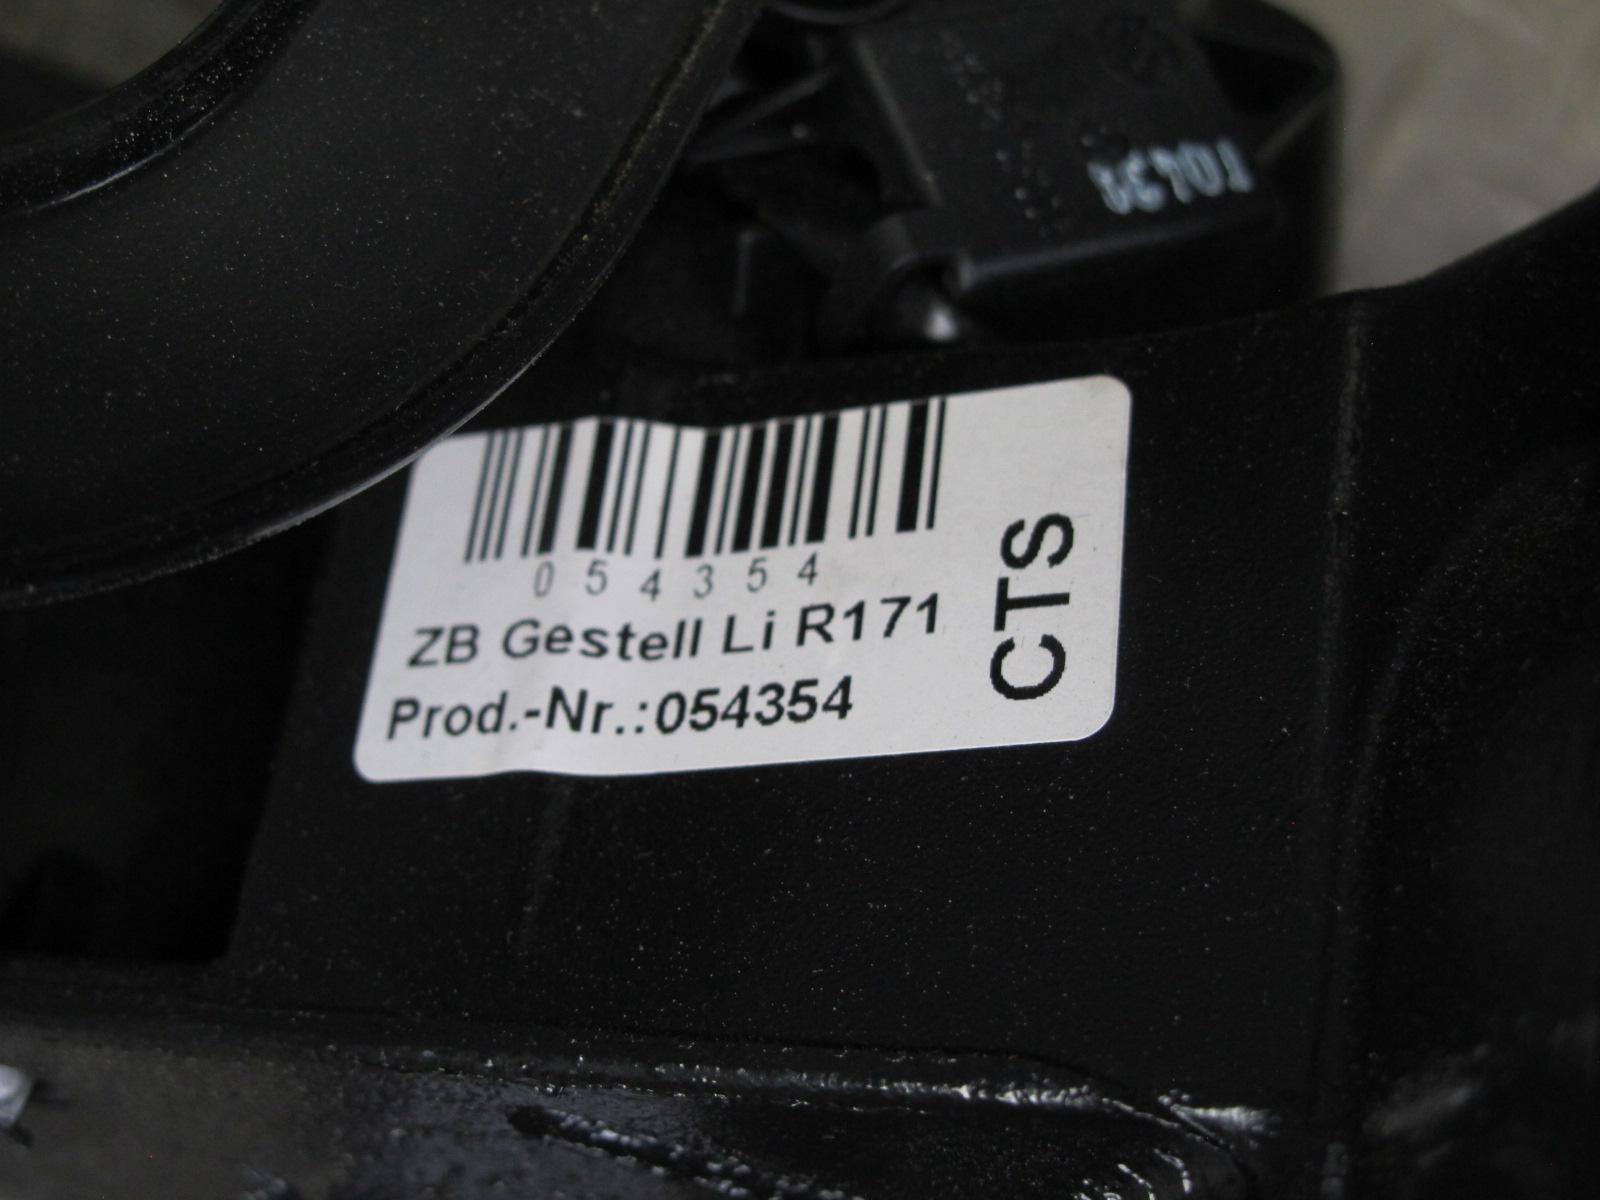 054354
ZB Gestell Li R171
Prod.-Nr.:054354
CTS